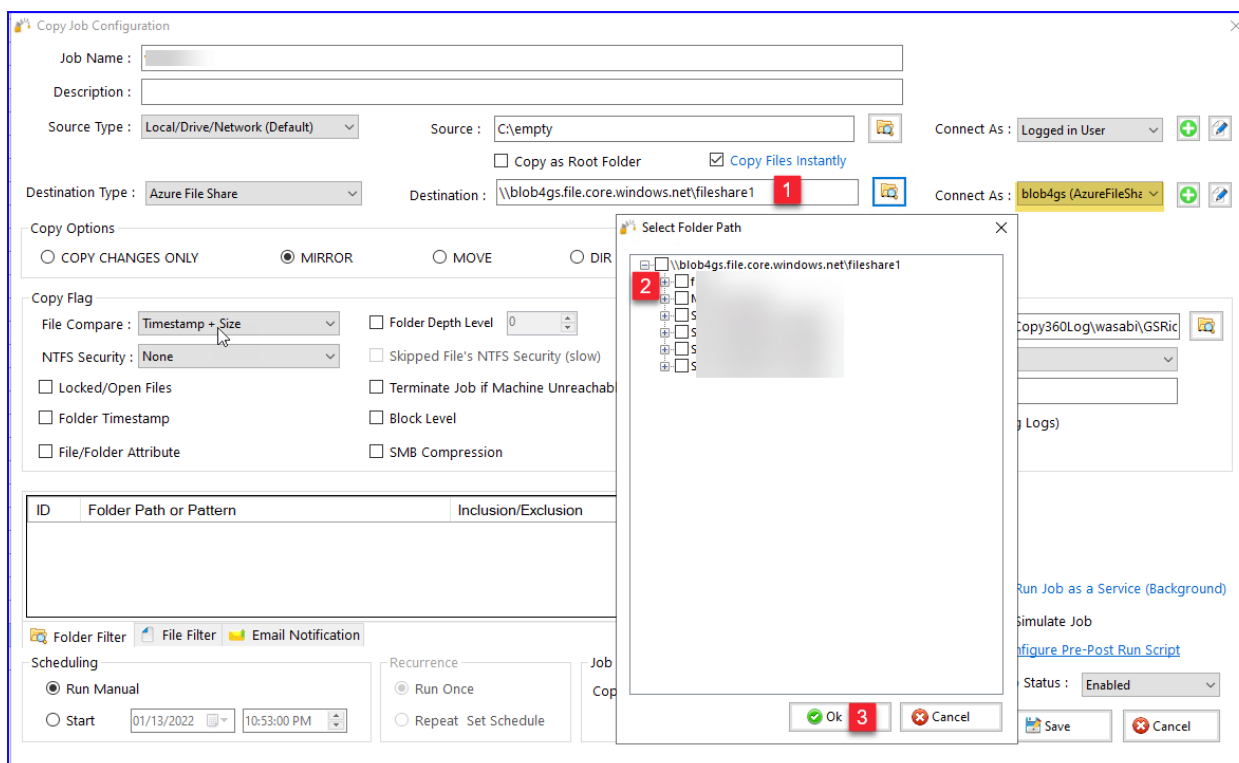 Copy Job Configuration
Job Name :
Description :
Source Type : Local/Drive/Network (Default) Source : C:\empty Connect As : Logged in User
Copy as Root Folder Copy Files Instantly
Destination Type : Azure File Share Destination : \\blob4gs.file.core.windows.net\fileshare1 1 Connect As : blob4gs (AzureFileSha
Copy Options
COPY CHANGES ONLY MIRROR MOVE DIR
Select Folder Path
\\blob4gs.file.core.windows.net\fileshare1
2 f
M
S
S
S
S
Copy Flag
File Compare : Timestamp + Size Folder Depth Level 0 Copy360Log\wasabi\GSRic
NTFS Security : None Skipped File's NTFS Security (slow)
Locked/Open Files Terminate Job if Machine Unreachabl
Folder Timestamp Block Level g Logs)
File/Folder Attribute SMB Compression
ID Folder Path or Pattern Inclusion/Exclusion
Run Job as a Service (Background)
Simulate Job
Folder Filter File Filter Email Notification
nfigure Pre-Post Run Script
Scheduling Recurrence Job
Run Manual Run Once Cop Status : Enabled
Start 01/13/2022 10:53:00 PM Repeat Set Schedule
Ok 3 Cancel
Save Cancel